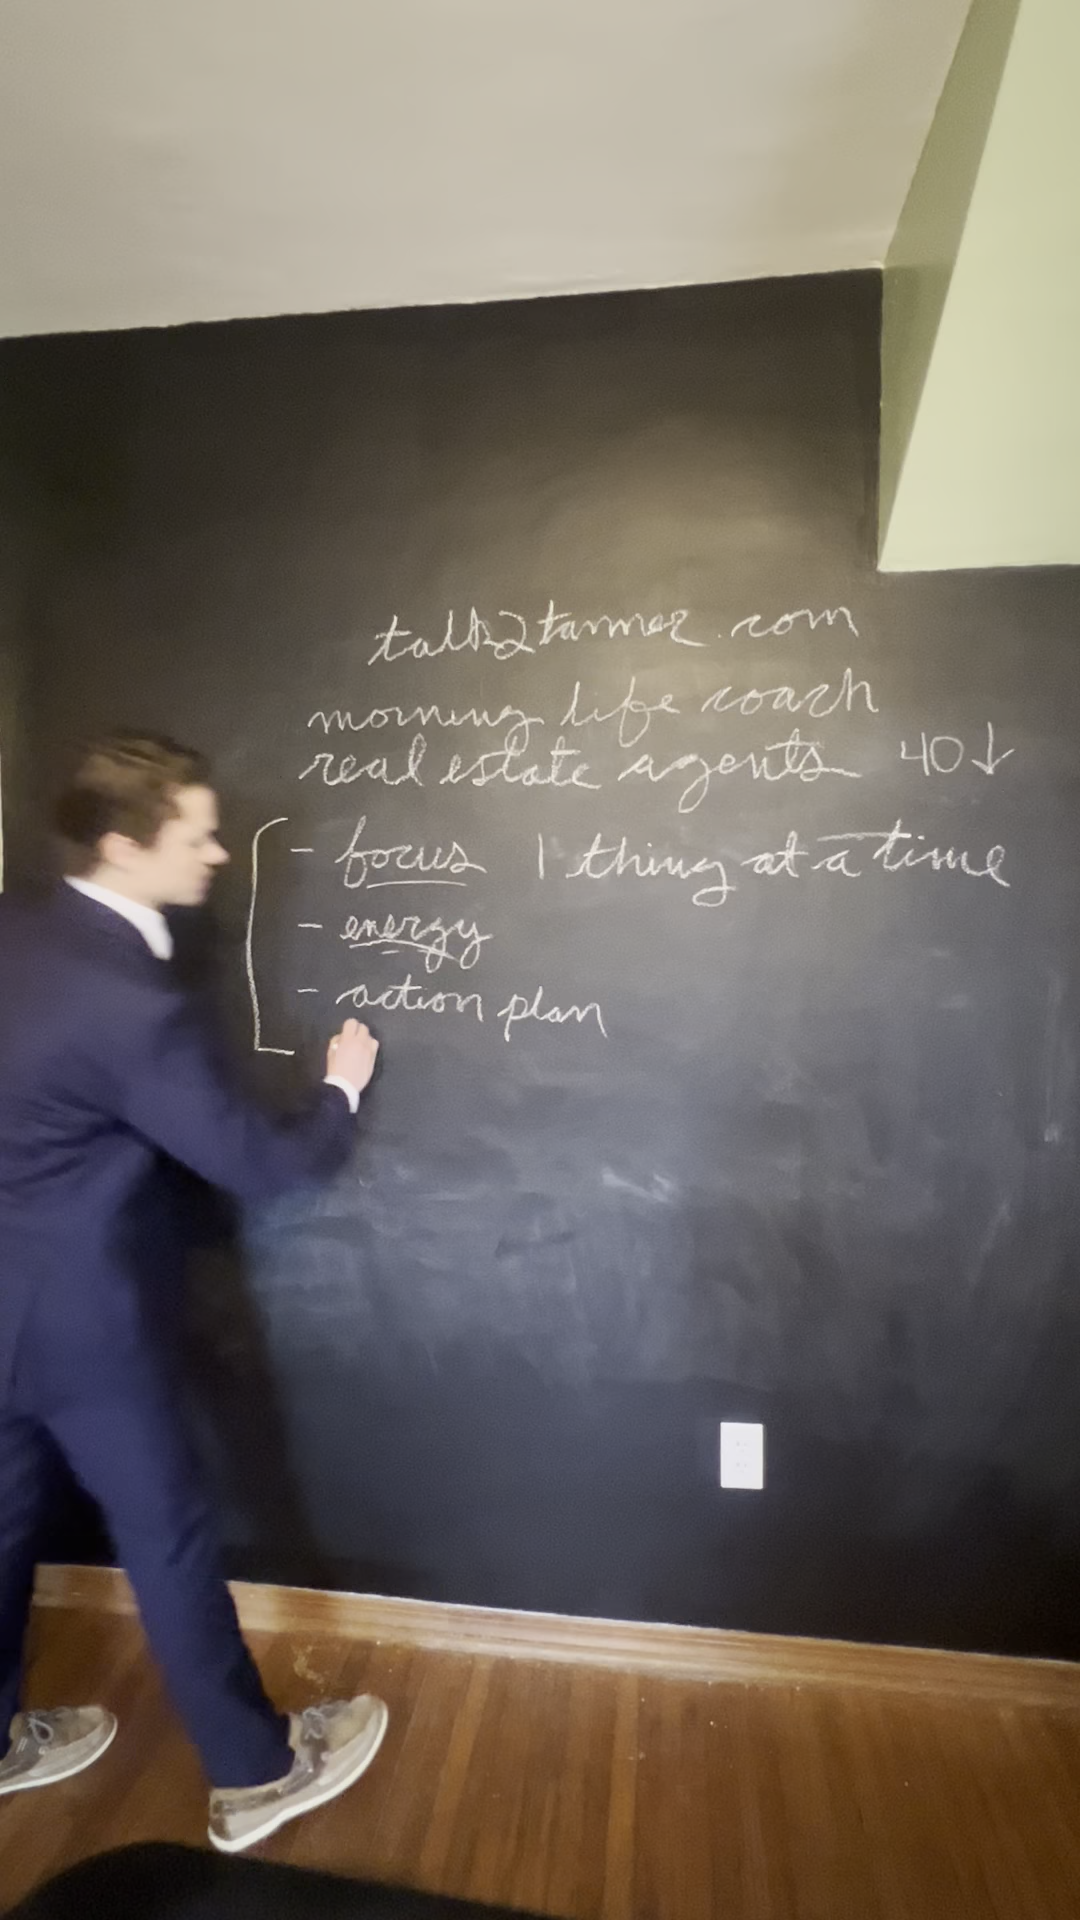 talk2tanner.com
morning life coach
real estate agents 40↓
- focus 1 thing at a time
- energy
- action plan